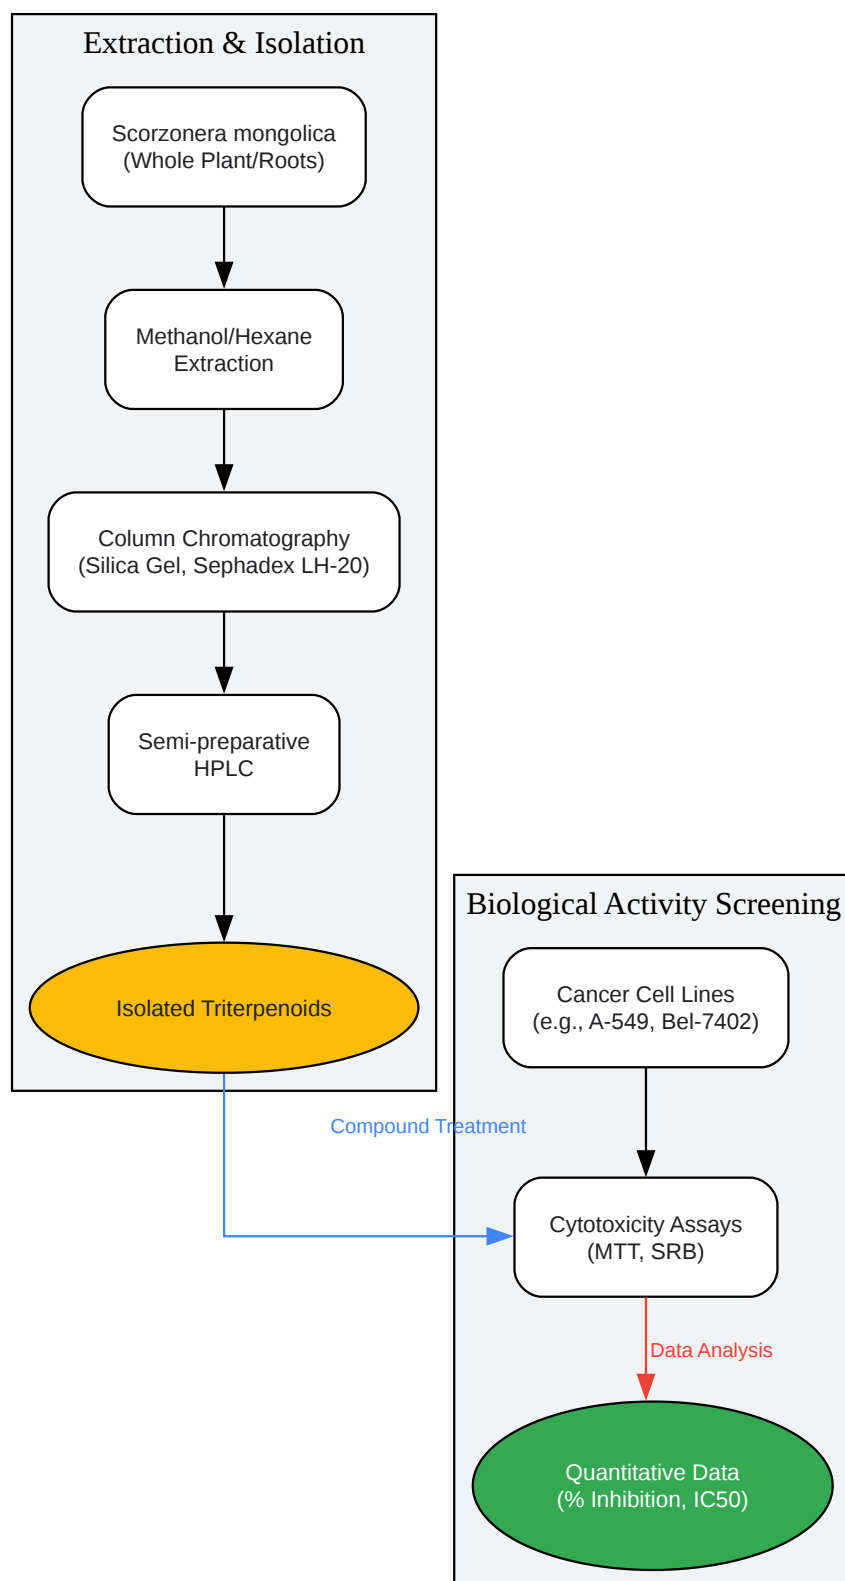 Extraction & Isolation
Scorzonera mongolica
(Whole Plant/Roots)
Methanol/Hexane
Extraction
Column Chromatography
(Silica Gel, Sephadex LH-20)
Semi-preparative
HPLC
Isolated Triterpenoids
Compound Treatment
Biological Activity Screening
Cancer Cell Lines
(e.g., A-549, Bel-7402)
Cytotoxicity Assays
(MTT, SRB)
Data Analysis
Quantitative Data
(% Inhibition, IC50)